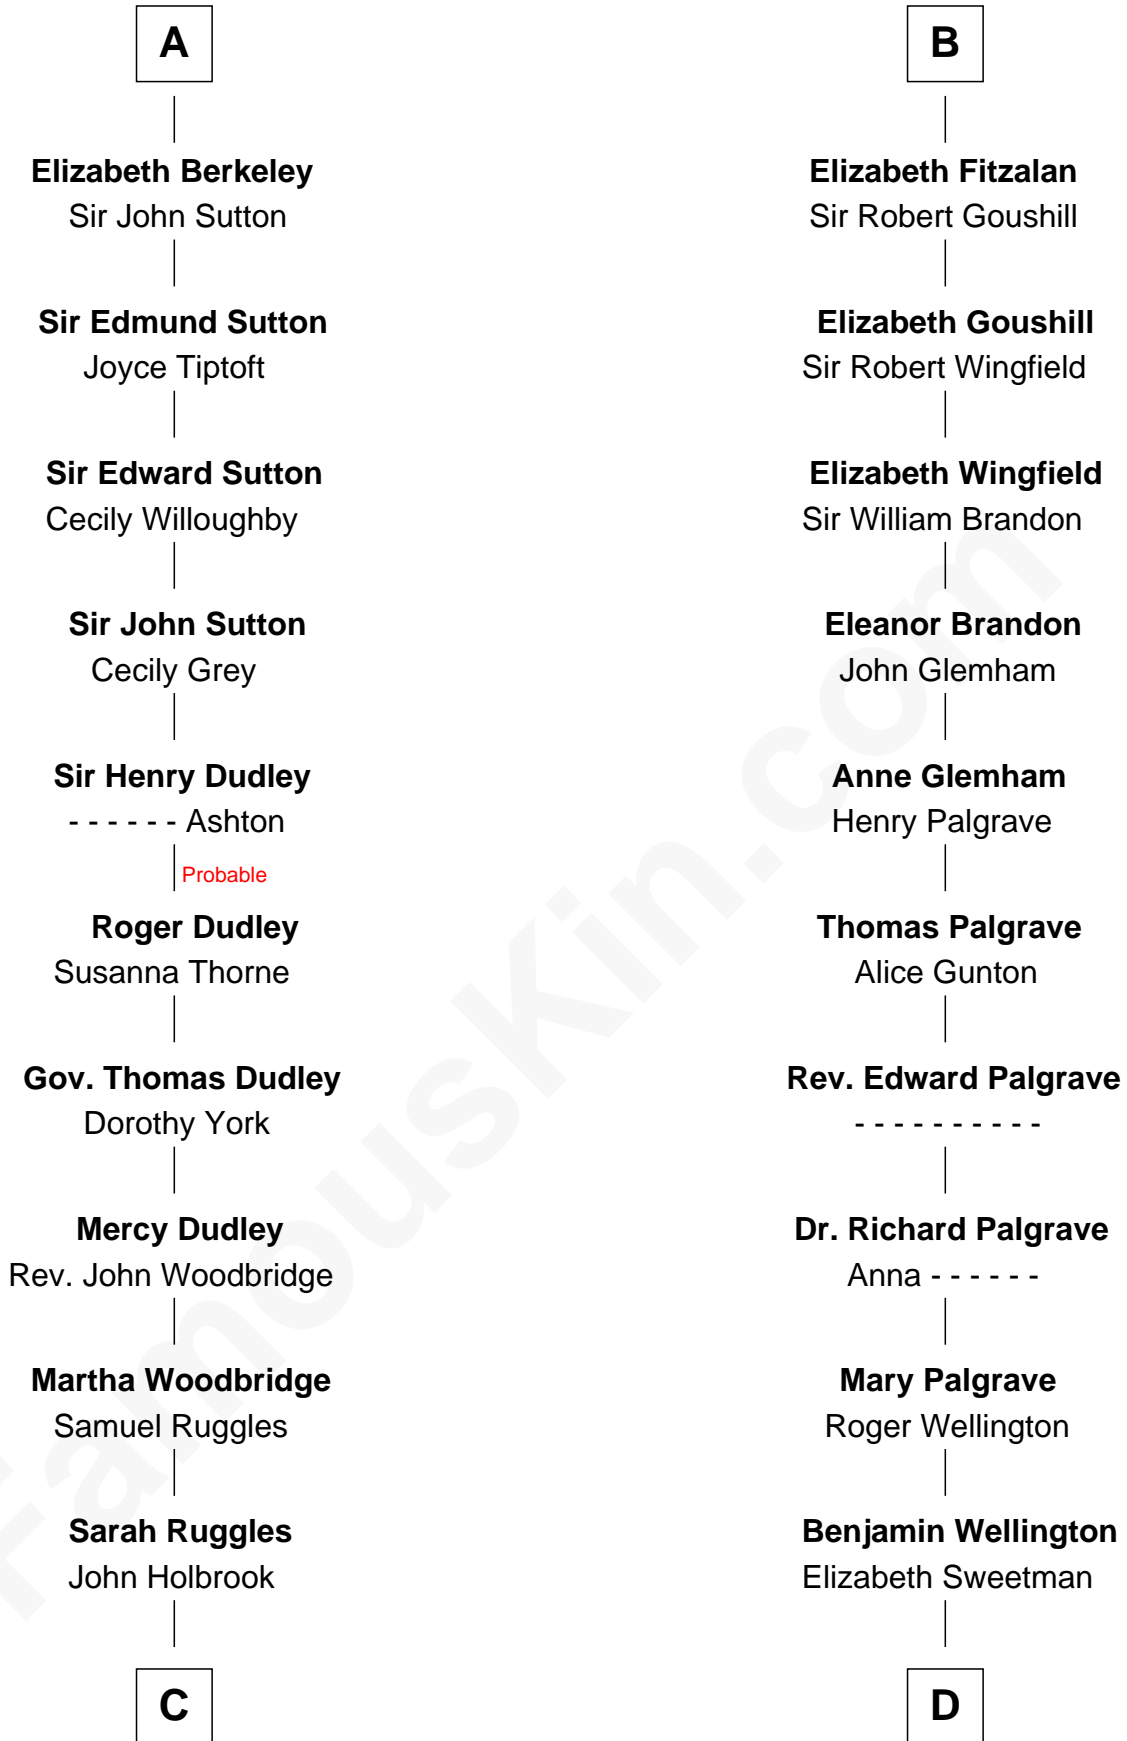 A
Elizabeth Berkeley
Sir John Sutton
Sir Edmund Sutton
Joyce Tiptoft
Sir Edward Sutton
Cecily Willoughby
Sir John Sutton
Cecily Grey
Sir Henry Dudley
- - - - - - Ashton
Probable
Roger Dudley
Susanna Thorne
Gov. Thomas Dudley
Dorothy York
Mercy Dudley
Rev. John Woodbridge
Martha Woodbridge
Samuel Ruggles
Sarah Ruggles
John Holbrook
C
B
Elizabeth Fitzalan
Sir Robert Goushill
Elizabeth Goushill
Sir Robert Wingfield
Elizabeth Wingfield
Sir William Brandon
Eleanor Brandon
John Glemham
Anne Glemham
Henry Palgrave
Thomas Palgrave
Alice Gunton
Rev. Edward Palgrave
- - - - - - - - - -
Dr. Richard Palgrave
Anna - - - - - -
Mary Palgrave
Roger Wellington
Benjamin Wellington
Elizabeth Sweetman
D
FamousKin.com